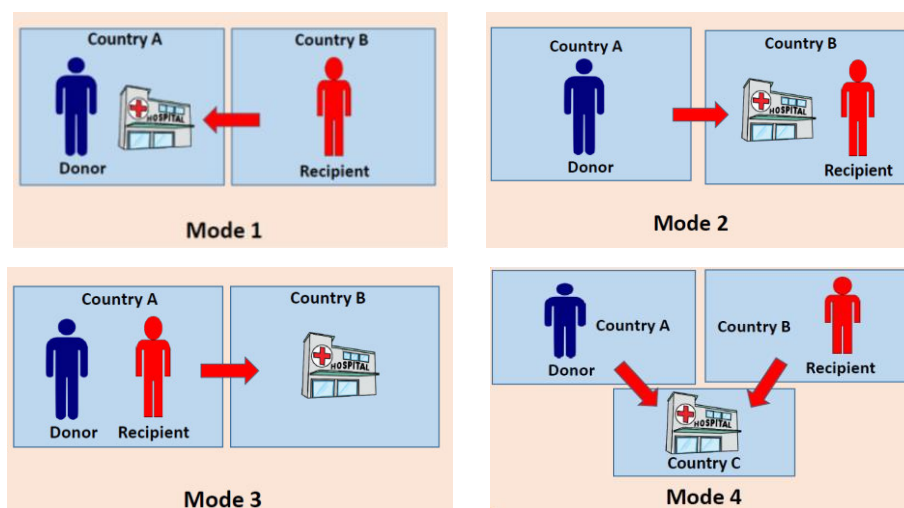 Country A
Country B
HOSPITAL
Donor
Recipient
Mode 1
Country A
Country B
HOSPITAL
Donor
Recipient
Mode 2
Country A
Country B
HOSPITAL
Donor
Recipient
Mode 3
Country A
Country B
Donor
Recipient
HOSPITAL
Country C
Mode 4